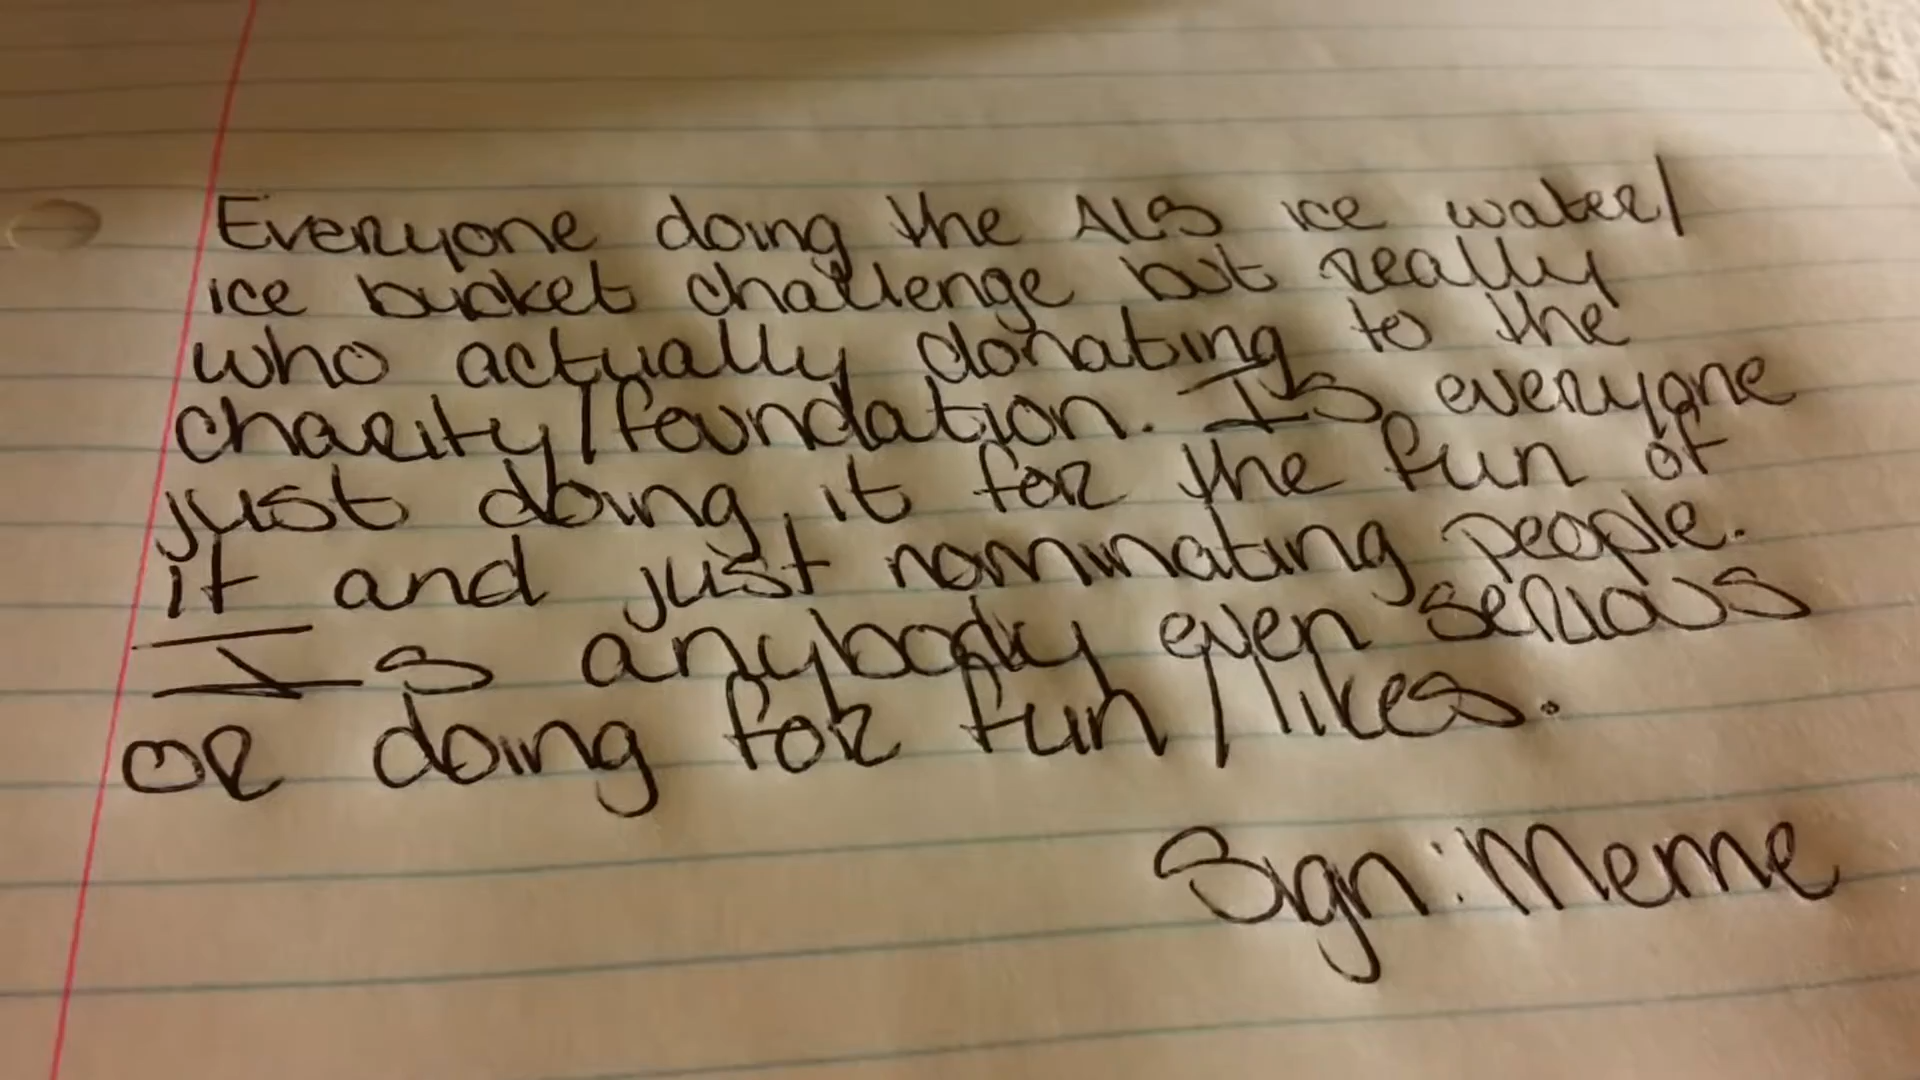 Everyone doing the ALS ice water/
ice bucket challenge but really
who actually donating to the
charity/foundation. Is everyone
just doing it for the fun of
it and just nominating people.
Is anybody even serious
or doing for fun/likes.
Sign: Meme